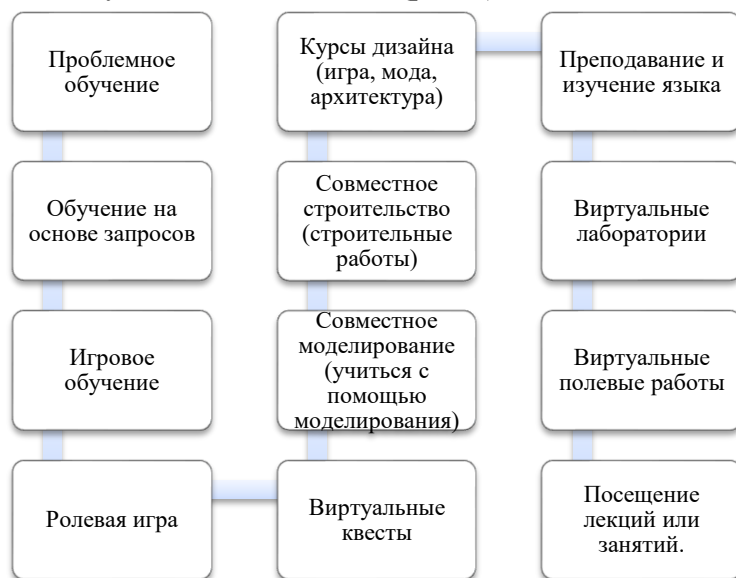 Проблемное
обучение
Обучение на
основе запросов
Игровое
обучение
Ролевая игра
Виртуальные
квесты
Совместное
моделирование
(учиться с
помощью
моделирования)
Совместное
строительство
(строительные
работы)
Курсы дизайна
(игра, мода,
архитектура)
Преподавание и
изучение языка
Виртуальные
лаборатории
Виртуальные
полевые работы
Посещение
лекций или
занятий.